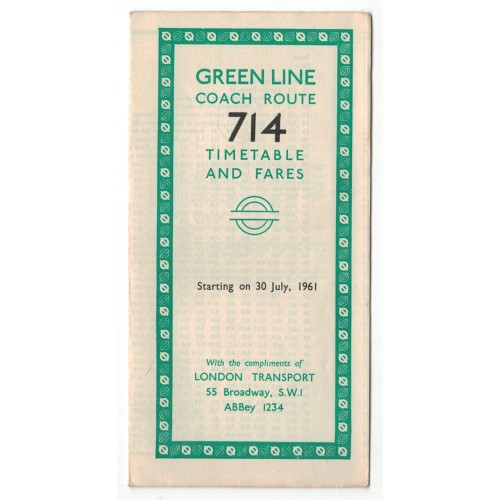 GREEN LINE
COACH ROUTE
714
TIMETABLE
AND FARES
Starting on 30 July, 1961
With the compliments of
LONDON TRANSPORT
55 Broadway, S.W.1
ABBey 1234